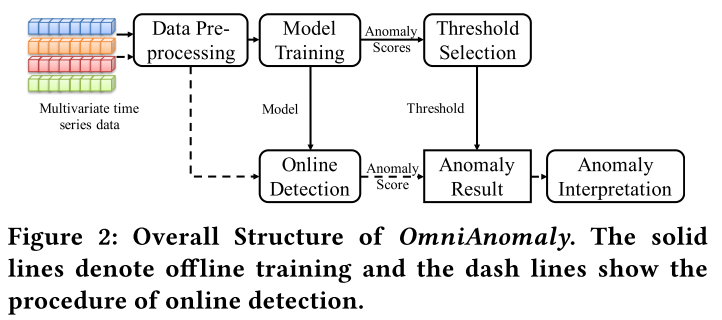 Data Pre-
processing
Model
Training
Anomaly
Scores
Threshold
Selection
Multivariate time
series data
Model
Threshold
Online
Detection
Anomaly
Score
Anomaly
Result
Anomaly
Interpretation
Figure 2: Overall Structure of OmniAnomaly. The solid
lines denote offline training and the dash lines show the
procedure of online detection.